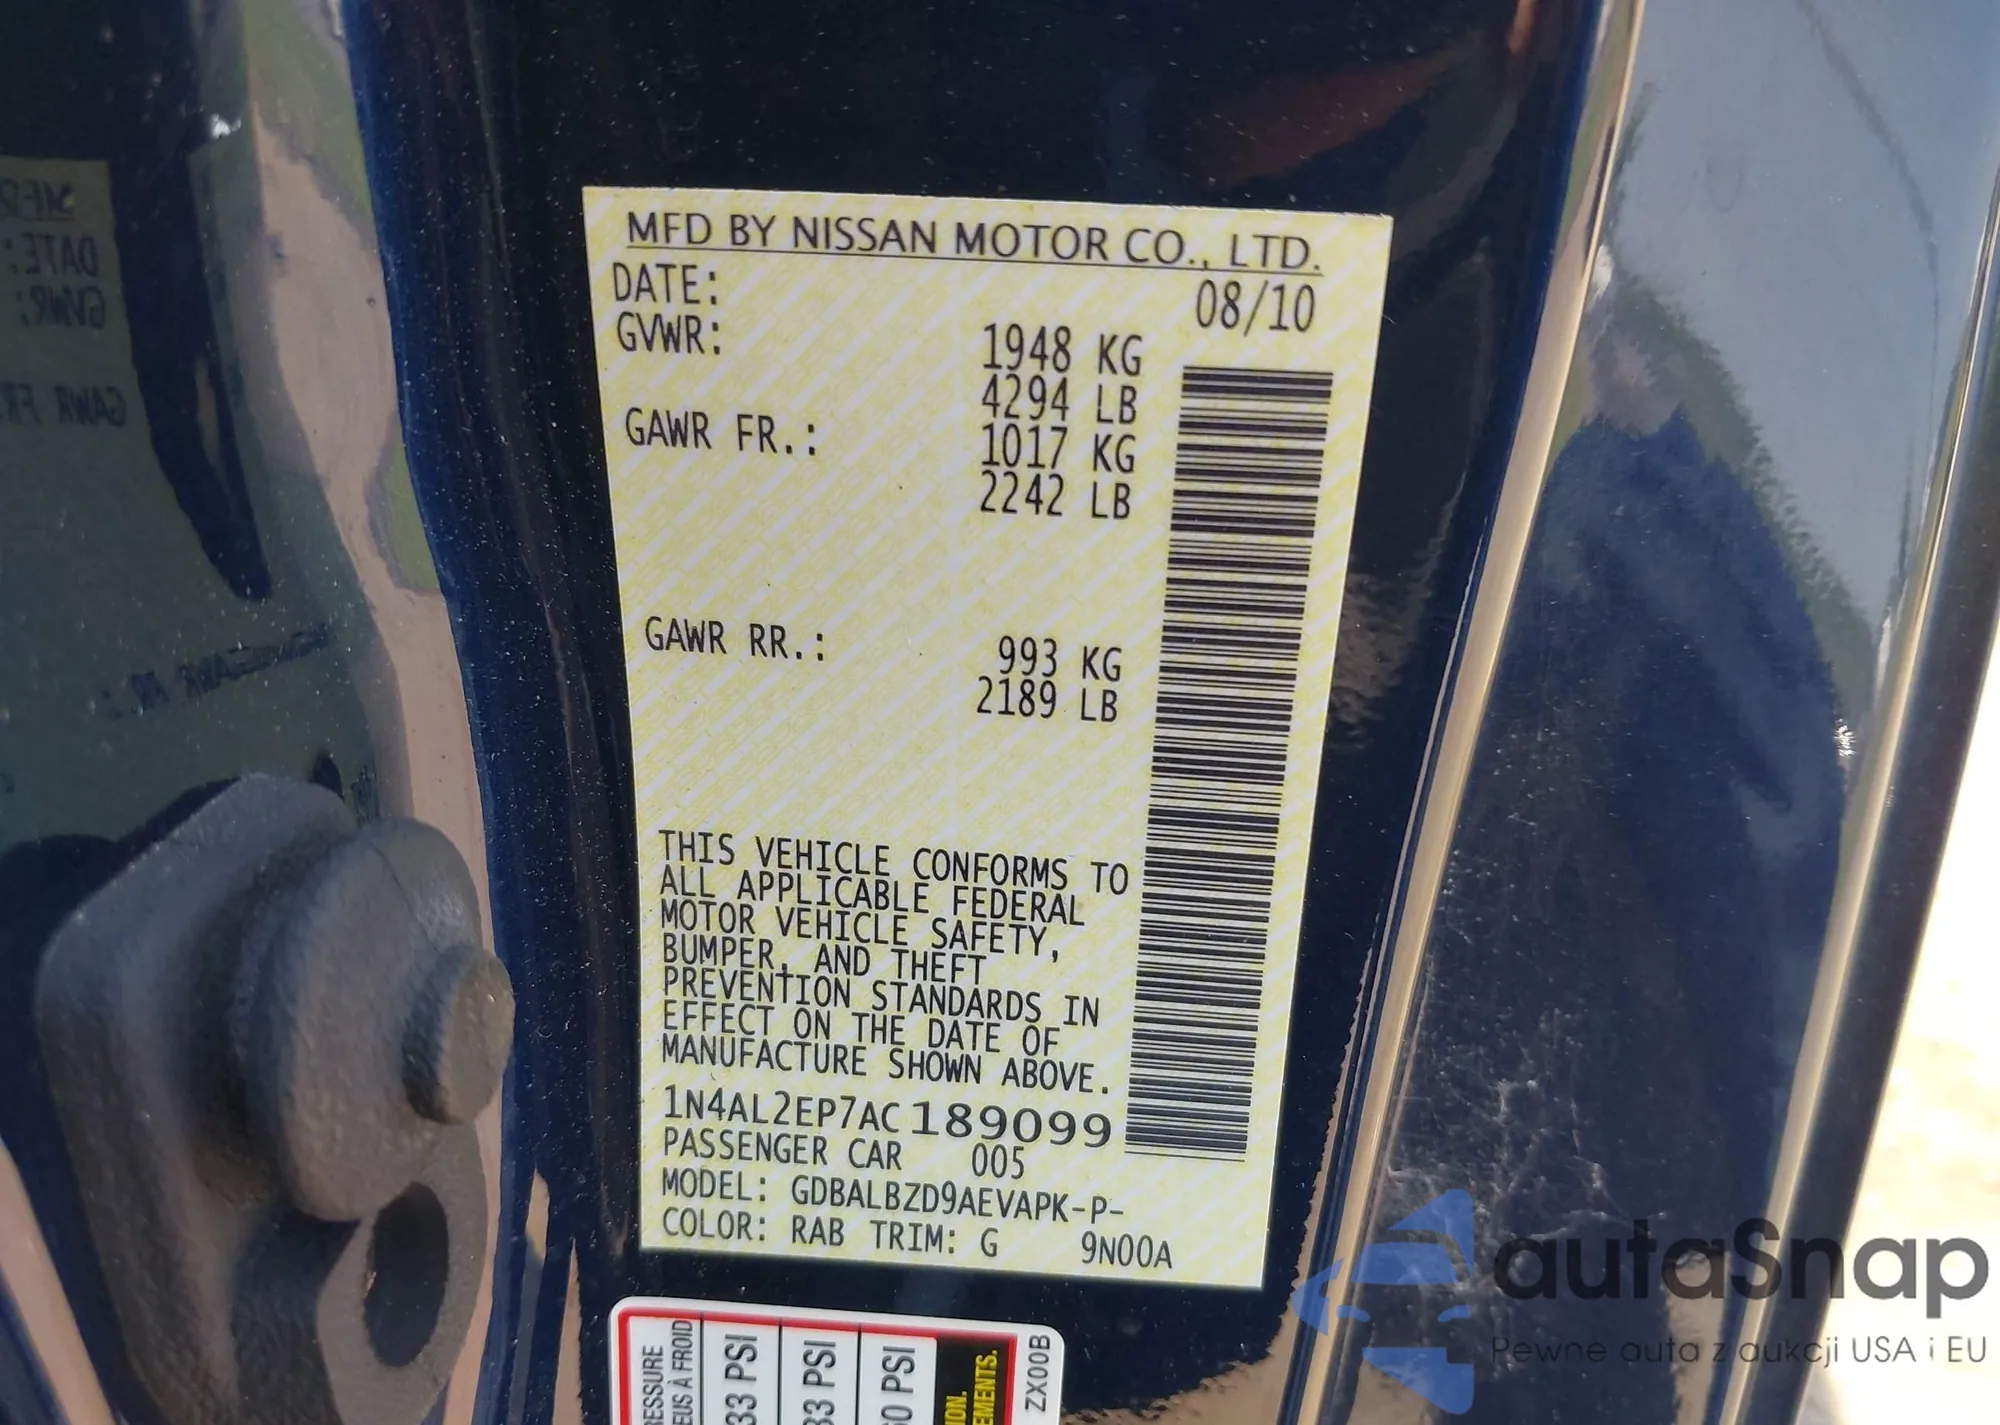 MFD BY NISSAN MOTOR CO., LTD.
DATE: 08/10
GVWR: 1948 KG
4294 LB
GAWR FR.: 1017 KG
2242 LB
GAWR RR.: 993 KG
2189 LB
THIS VEHICLE CONFORMS TO
ALL APPLICABLE FEDERAL
MOTOR VEHICLE SAFETY,
BUMPER, AND THEFT
PREVENTION STANDARDS IN
EFFECT ON THE DATE OF
MANUFACTURE SHOWN ABOVE.
1N4AL2EP7AC189099
PASSENGER CAR 005
MODEL: GDBALBZD9AEVAPK-P-
COLOR: RAB TRIM: G 9N00A
À FROID
33 PSI
33 PSI
PSI
ZX00B
autaSnap
Pewne auta z aukcji USA i EU